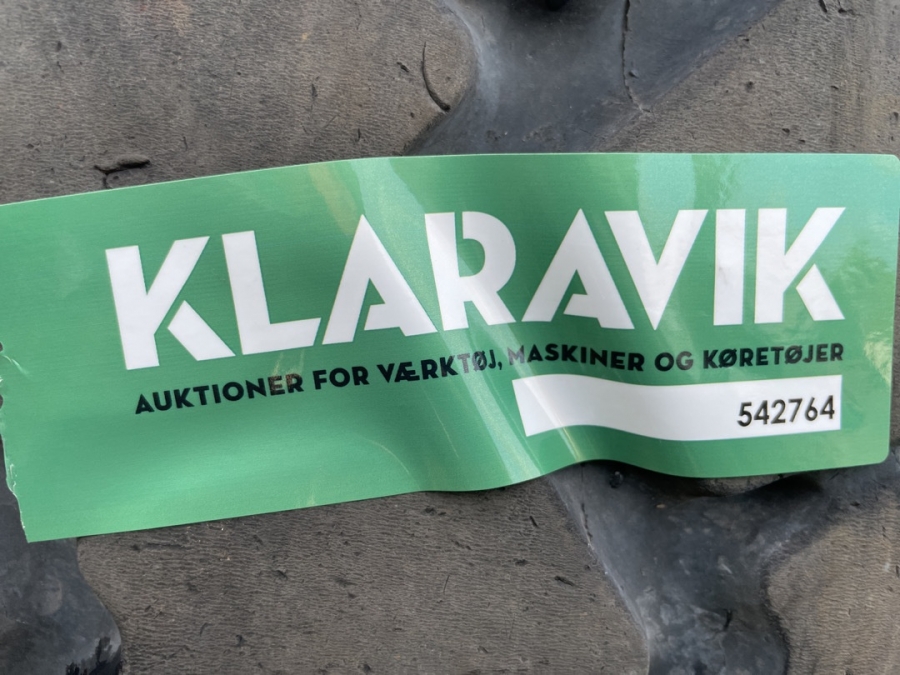 KLARAVIK
AUKTIONER FOR VÆRKTØJ, MASKINER OG KØRETØJER
542764